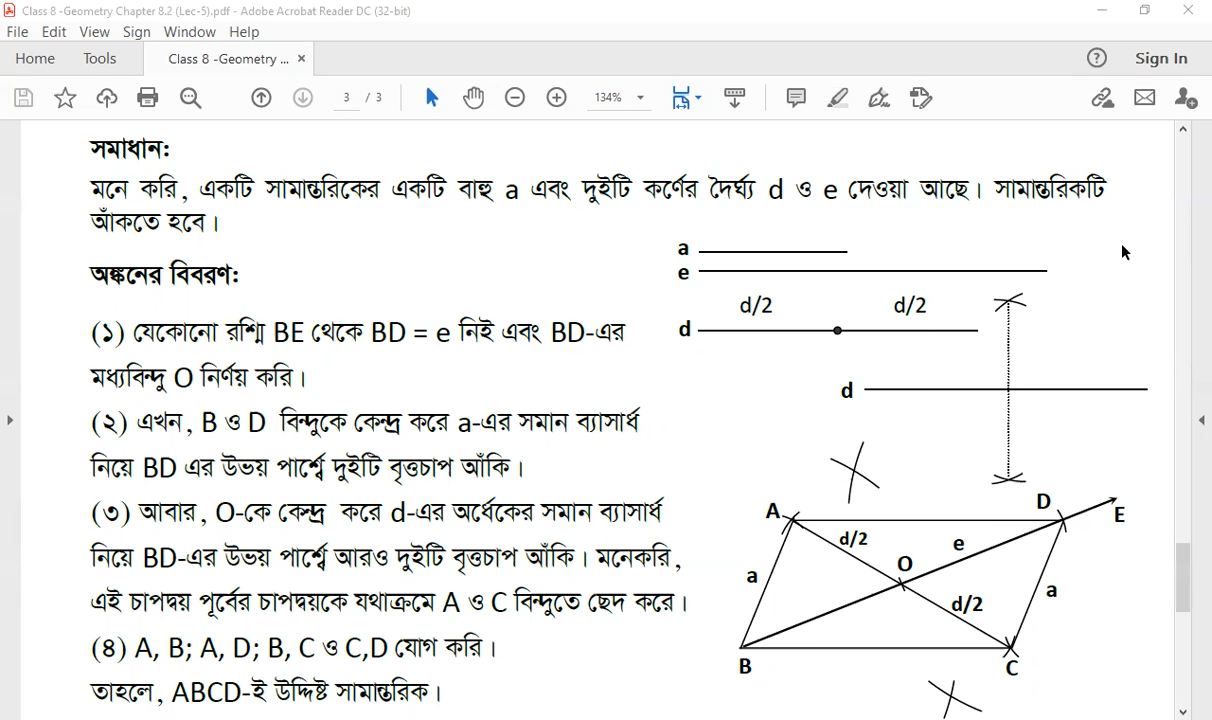 Class 8 -Geometry Chapter 8.2 (Lec-5).pdf - Adobe Acrobat Reader DC (32-bit)
File Edit View Sign Window Help
Home Tools Class 8 -Geometry ... × ? Sign In
3 / 3 134%
সমাধান:
মনে করি, একটি সামান্তরিকের একটি বাহু a এবং দুইটি কর্ণের দৈর্ঘ্য d ও e দেওয়া আছে। সামান্তরিকটি
আঁকতে হবে।
a
e
অঙ্কনের বিবরণ:
d/2 d/2
d
(১) যেকোনো রশ্মি BE থেকে BD = e নিই এবং BD-এর
মধ্যবিন্দু O নির্ণয় করি।
d
(২) এখন, B ও D বিন্দুকে কেন্দ্র করে a-এর সমান ব্যাসার্ধ
নিয়ে BD এর উভয় পার্শ্বে দুইটি বৃত্তচাপ আঁকি।
(৩) আবার, O-কে কেন্দ্র করে d-এর অর্ধেকের সমান ব্যাসার্ধ
নিয়ে BD-এর উভয় পার্শ্বে আরও দুইটি বৃত্তচাপ আঁকি। মনেকরি,
এই চাপদ্বয় পূর্বের চাপদ্বয়কে যথাক্রমে A ও C বিন্দুতে ছেদ করে।
(৪) A, B; A, D; B, C ও C,D যোগ করি।
তাহলে, ABCD-ই উদ্দিষ্ট সামান্তরিক।
A D E
d/2 e
O
a d/2 a
B C